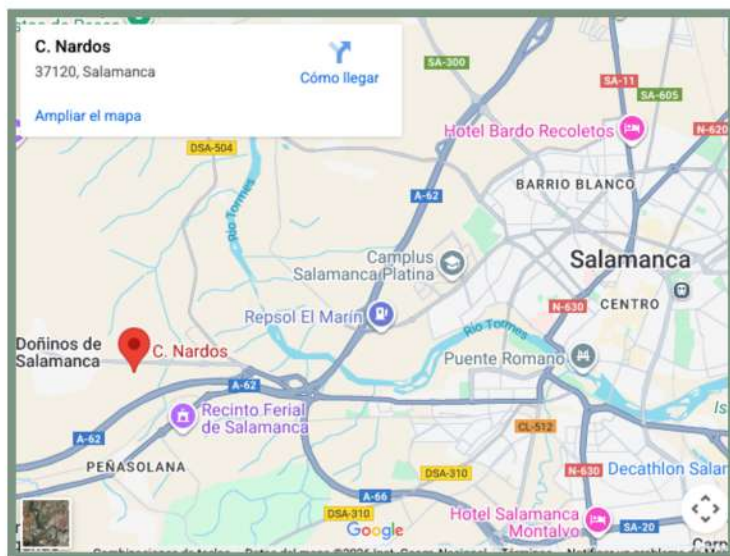 C. Nardos
37120, Salamanca
Cómo llegar
Ampliar el mapa
SA-300
SA-11
SA-605
N-620
Hotel Bardo Recoletos
DSA-504
A-62
BARRIO BLANCO
Río Tormes
Camplus
Salamanca Platina
Salamanca
N-630
CENTRO
Repsol El Marín
Río Tormes
Puente Romano
Doñinos de
Salamanca
C. Nardos
A-62
Recinto Ferial
de Salamanca
A-62
CL-512
PEÑASOLANA
DSA-310
N-630
Decathlon Salar
A-66
DSA-310
Google
Hotel Salamanca
Montalvo
SA-20